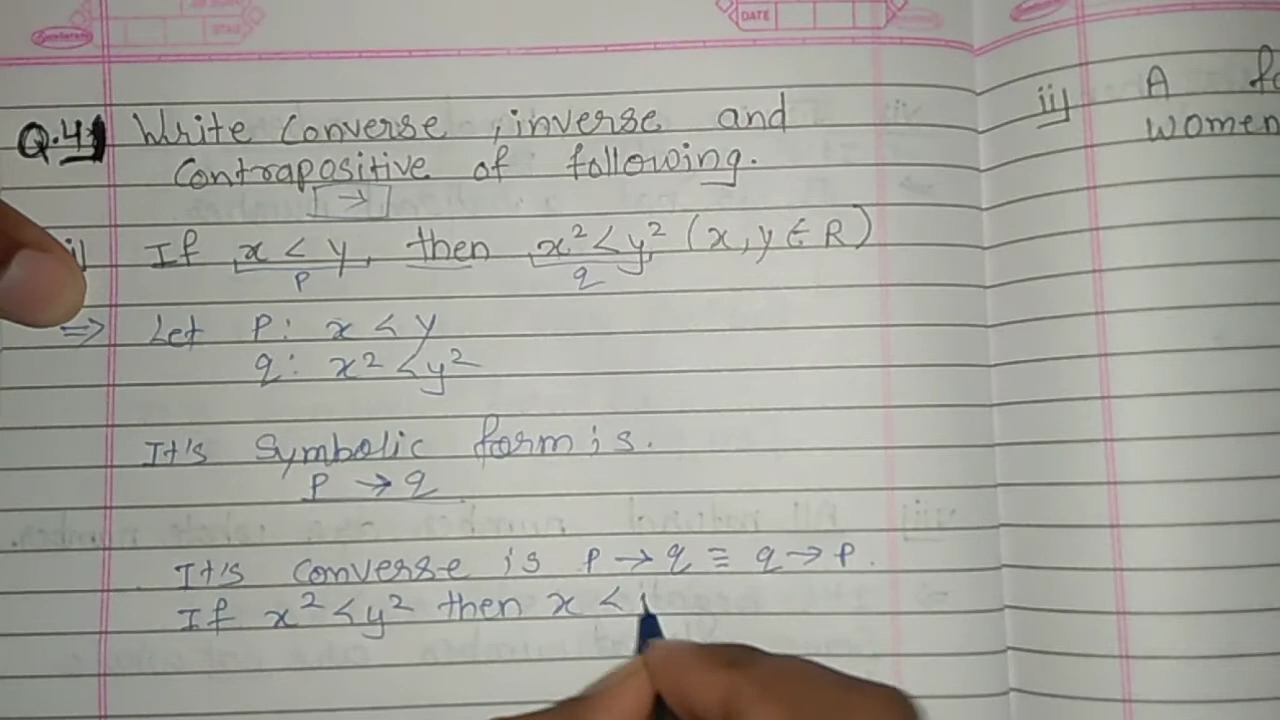 DATE
Q.4) Write Converse, inverse and
Contrapositive of following.
→
i) If x < y, then x² < y² (x, y ∈ R)
p q
⇒ Let P: x < y
q: x² < y²
It's Symbolic form is.
P → q
It's converse is P → q ≡ q → P.
If x² < y² then x <
ii) A
women